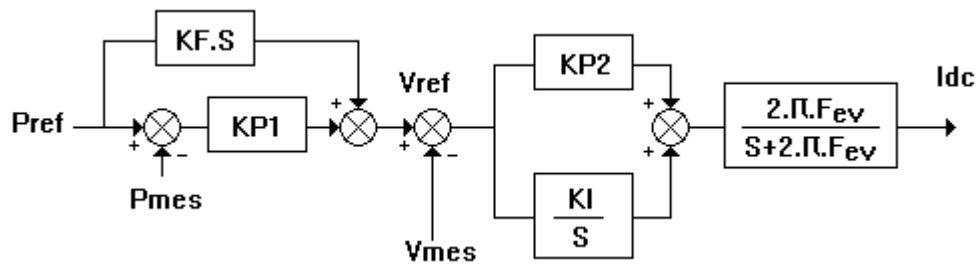 KF.S
Pref
+
-
KP1
+
+
Pmes
Vref
+
-
Vmes
KP2
KI
S
+
+
2.Π.Fev
S+2.Π.Fev
Idc